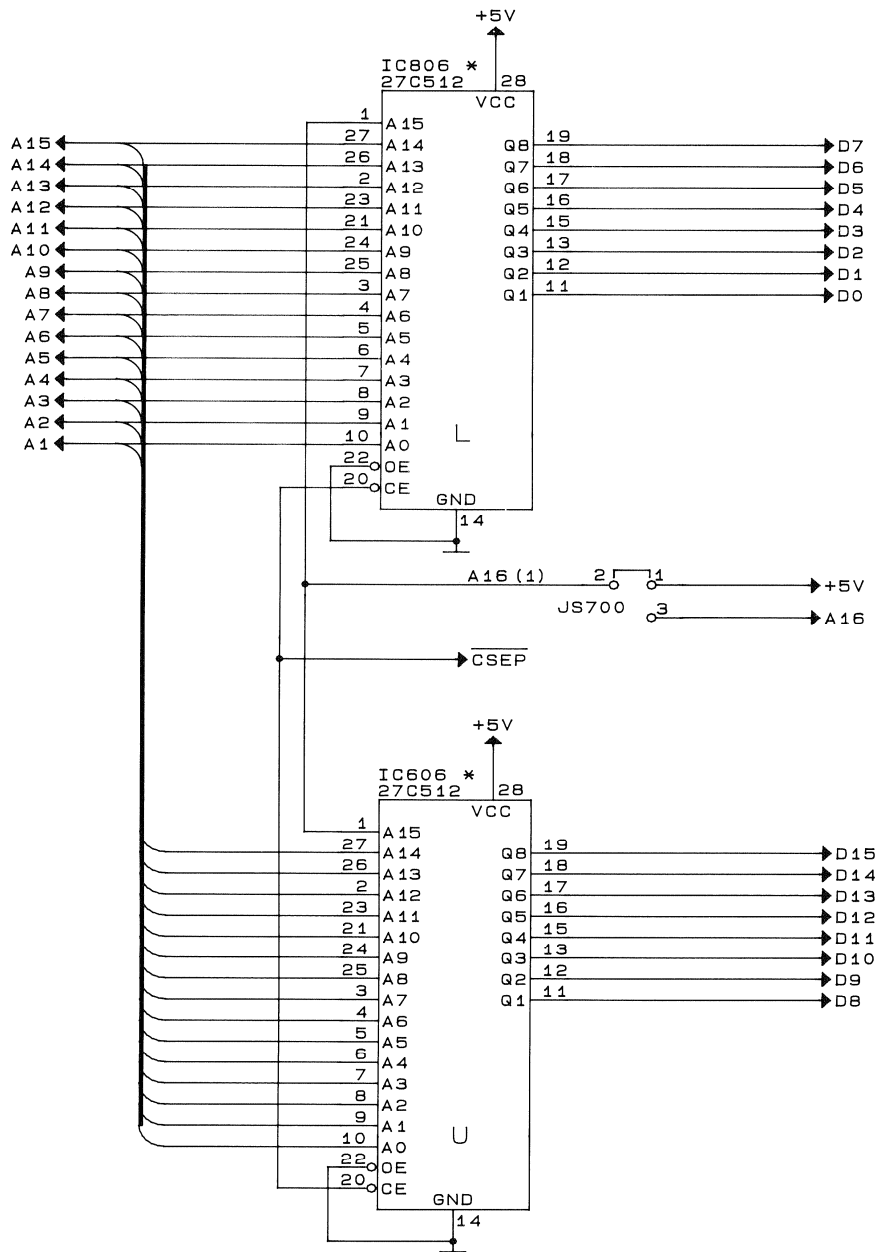 +5V
IC806 *
27C512 28
VCC
1 A15
A15 27 A14 Q8 19 D7
A14 26 A13 Q7 18 D6
A13 2 A12 Q6 17 D5
A12 23 A11 Q5 16 D4
A11 21 A10 Q4 15 D3
A10 24 A9 Q3 13 D2
A9 25 A8 Q2 12 D1
A8 3 A7 Q1 11 D0
A7 4 A6
A6 5 A5
A5 6 A4
A4 7 A3
A3 8 A2
A2 9 A1 L
A1 10 A0
22 OE
20 CE
GND
14
A16(1) 2 1 +5V
JS700 3 A16
CSEP
+5V
IC606 *
27C512 28
VCC
1 A15
27 A14 Q8 19 D15
26 A13 Q7 18 D14
2 A12 Q6 17 D13
23 A11 Q5 16 D12
21 A10 Q4 15 D11
24 A9 Q3 13 D10
25 A8 Q2 12 D9
3 A7 Q1 11 D8
4 A6
5 A5
6 A4
7 A3
8 A2
9 A1 U
10 A0
22 OE
20 CE
GND
14